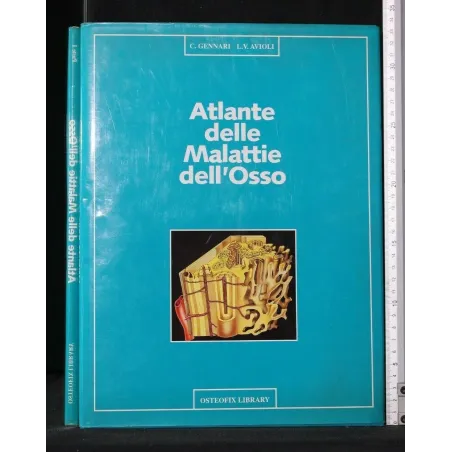 C. GENNARI L.V. AVIOLI
Atlante
delle
Malattie
dell'Osso
OSTEOFIX LIBRARY
Atlante delle Malattie dell'Osso